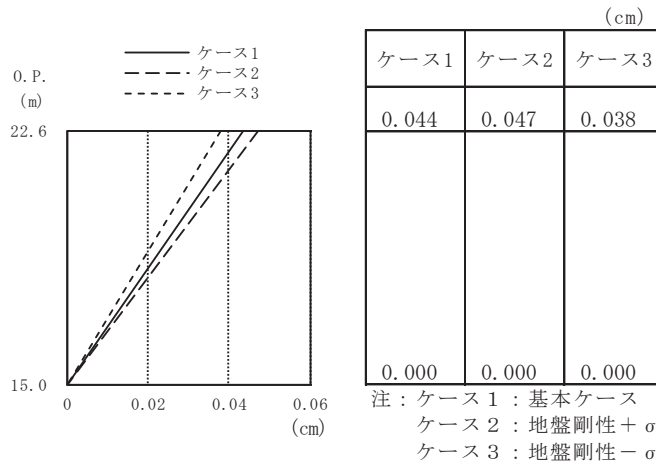 (cm)
ケース1
ケース2
ケース3
O.P.
(m)
22.6
15.0
0 0.02 0.04 0.06
(cm)
ケース1 ケース2 ケース3
0.044 0.047 0.038
0.000 0.000 0.000
注：ケース１：基本ケース
ケース２：地盤剛性＋σ
ケース３：地盤剛性－σ